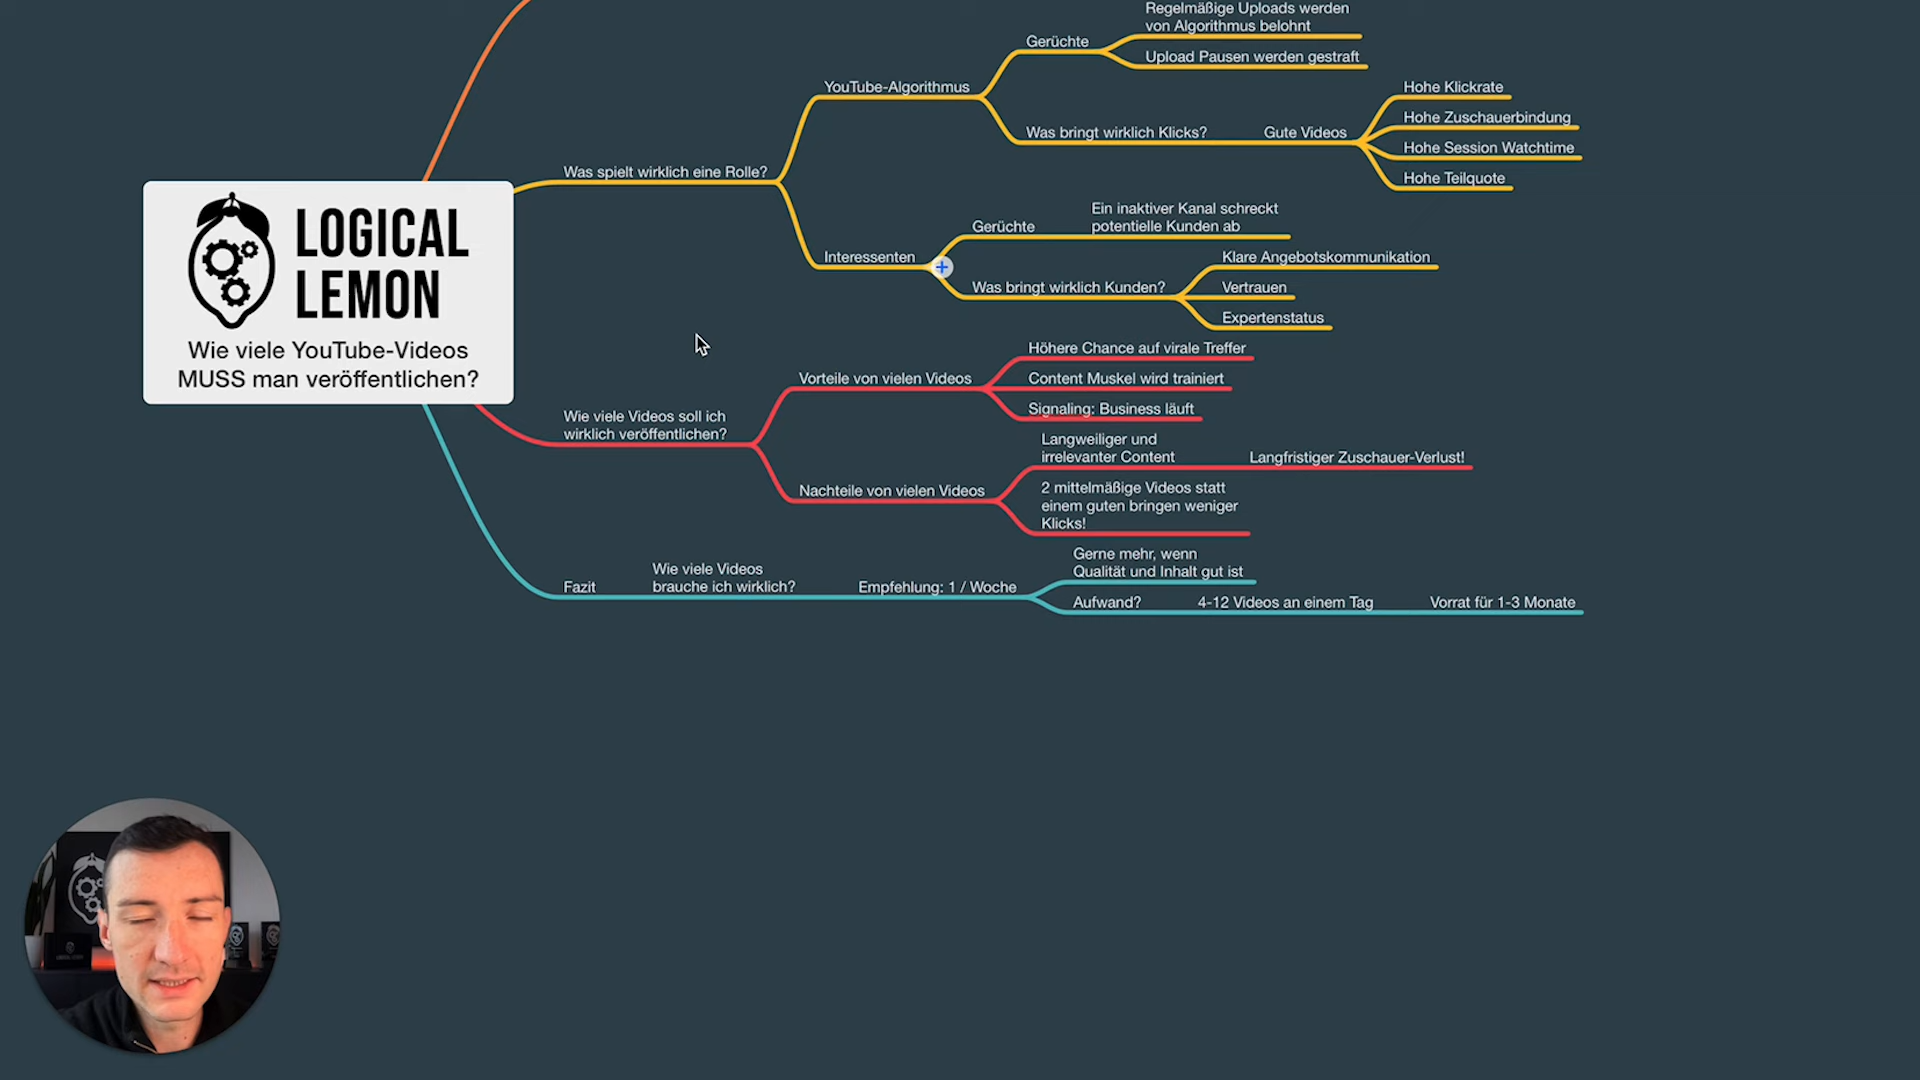 LOGICAL
LEMON
Wie viele YouTube-Videos
MUSS man veröffentlichen?
Was spielt wirklich eine Rolle?
YouTube-Algorithmus
Gerüchte
Regelmäßige Uploads werden
von Algorithmus belohnt
Upload Pausen werden gestraft
Was bringt wirklich Klicks?
Gute Videos
Hohe Klickrate
Hohe Zuschauerbindung
Hohe Session Watchtime
Hohe Teilquote
Interessenten
Gerüchte
Ein inaktiver Kanal schreckt
potentielle Kunden ab
Was bringt wirklich Kunden?
Klare Angebotskommunikation
Vertrauen
Expertenstatus
Wie viele Videos soll ich
wirklich veröffentlichen?
Vorteile von vielen Videos
Höhere Chance auf virale Treffer
Content Muskel wird trainiert
Signaling: Business läuft
Nachteile von vielen Videos
Langweiliger und
irrelevanter Content
Langfristiger Zuschauer-Verlust!
2 mittelmäßige Videos statt
einem guten bringen weniger
Klicks!
Fazit
Wie viele Videos
brauche ich wirklich?
Empfehlung: 1 / Woche
Gerne mehr, wenn
Qualität und Inhalt gut ist
Aufwand?
4-12 Videos an einem Tag
Vorrat für 1-3 Monate